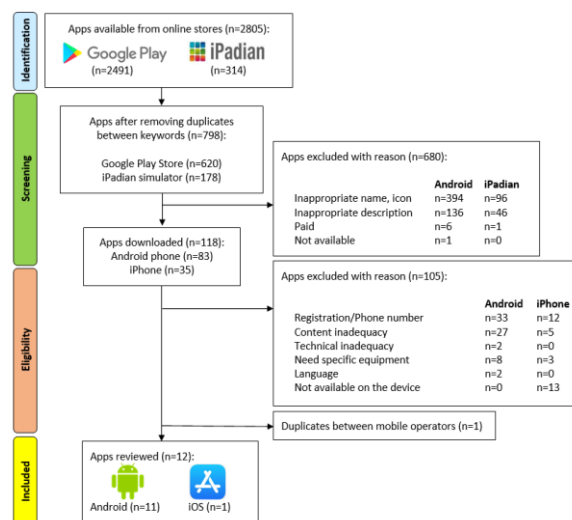 Identification
Apps available from online stores (n=2805)
Google Play
iPadian
(n=2491)
(n=314)
Screening
Apps after removing duplicates
between keywords (n=798):
Google Play Store (n=620)
iPadian simulator (n=178)
Apps excluded with reason (n=680):
Android iPadian
Inappropriate name, icon n=394 n=96
Inappropriate description n=136 n=46
Paid n=6 n=1
Not available n=1 n=0
Apps downloaded (n=118):
Android phone (n=83)
iPhone (n=35)
Eligibility
Apps excluded with reason (n=105):
Android iPhone
Registration/Phone number n=33 n=12
Content inadequacy n=27 n=5
Technical inadequacy n=2 n=0
Need specific equipment n=8 n=3
Language n=2 n=0
Not available on the device n=0 n=13
Duplicates between mobile operators (n=1)
Included
Apps reviewed (n=12):
Android (n=11)
iOS (n=1)